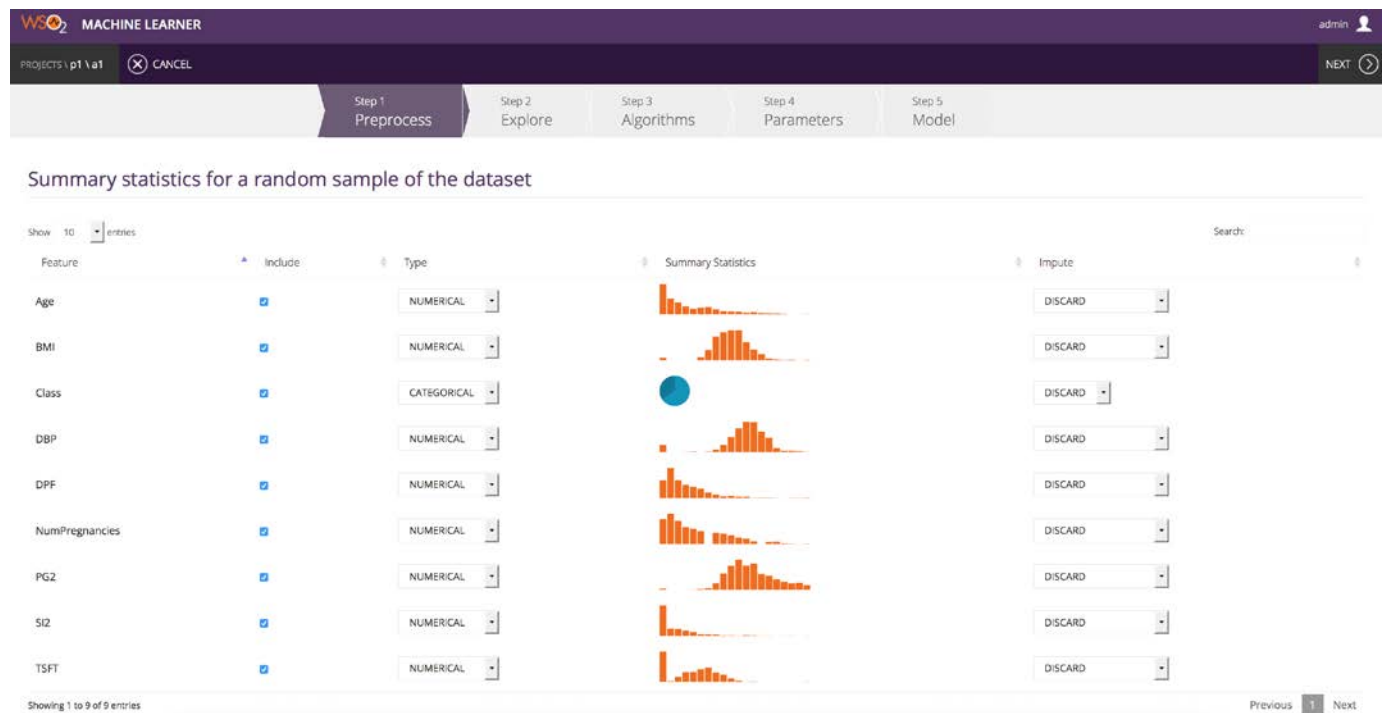 WSO2 MACHINE LEARNER admin
PROJECTS \ p1 \ a1 CANCEL NEXT
Step 1 Step 2 Step 3 Step 4 Step 5
Preprocess Explore Algorithms Parameters Model
Summary statistics for a random sample of the dataset
Show 10 entries Search:
Feature Include Type Summary Statistics Impute
Age NUMERICAL DISCARD
BMI NUMERICAL DISCARD
Class CATEGORICAL DISCARD
DBP NUMERICAL DISCARD
DPF NUMERICAL DISCARD
NumPregnancies NUMERICAL DISCARD
PG2 NUMERICAL DISCARD
SI2 NUMERICAL DISCARD
TSFT NUMERICAL DISCARD
Showing 1 to 9 of 9 entries Previous 1 Next